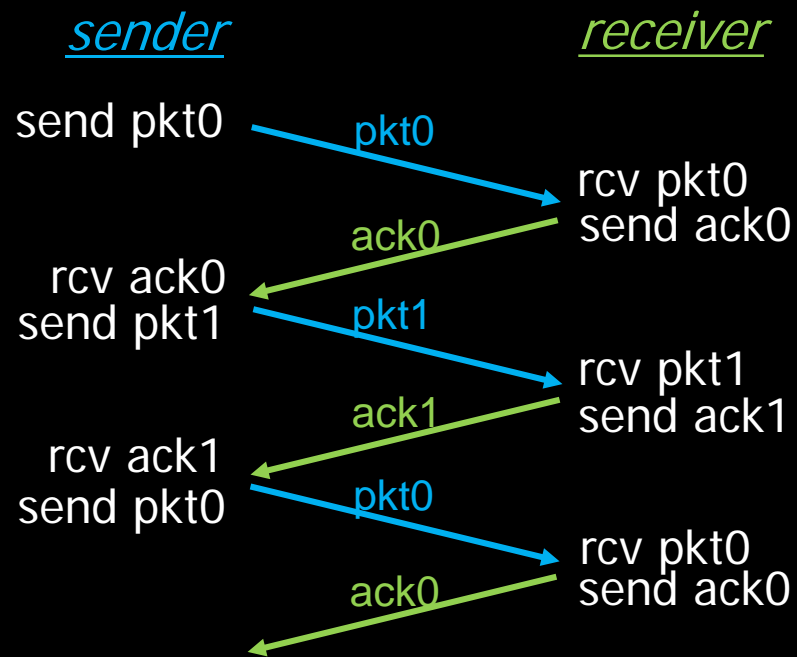 sender
receiver
send pkt0
pkt0
rcv pkt0
send ack0
ack0
rcv ack0
send pkt1
pkt1
rcv pkt1
send ack1
ack1
rcv ack1
send pkt0
pkt0
rcv pkt0
send ack0
ack0